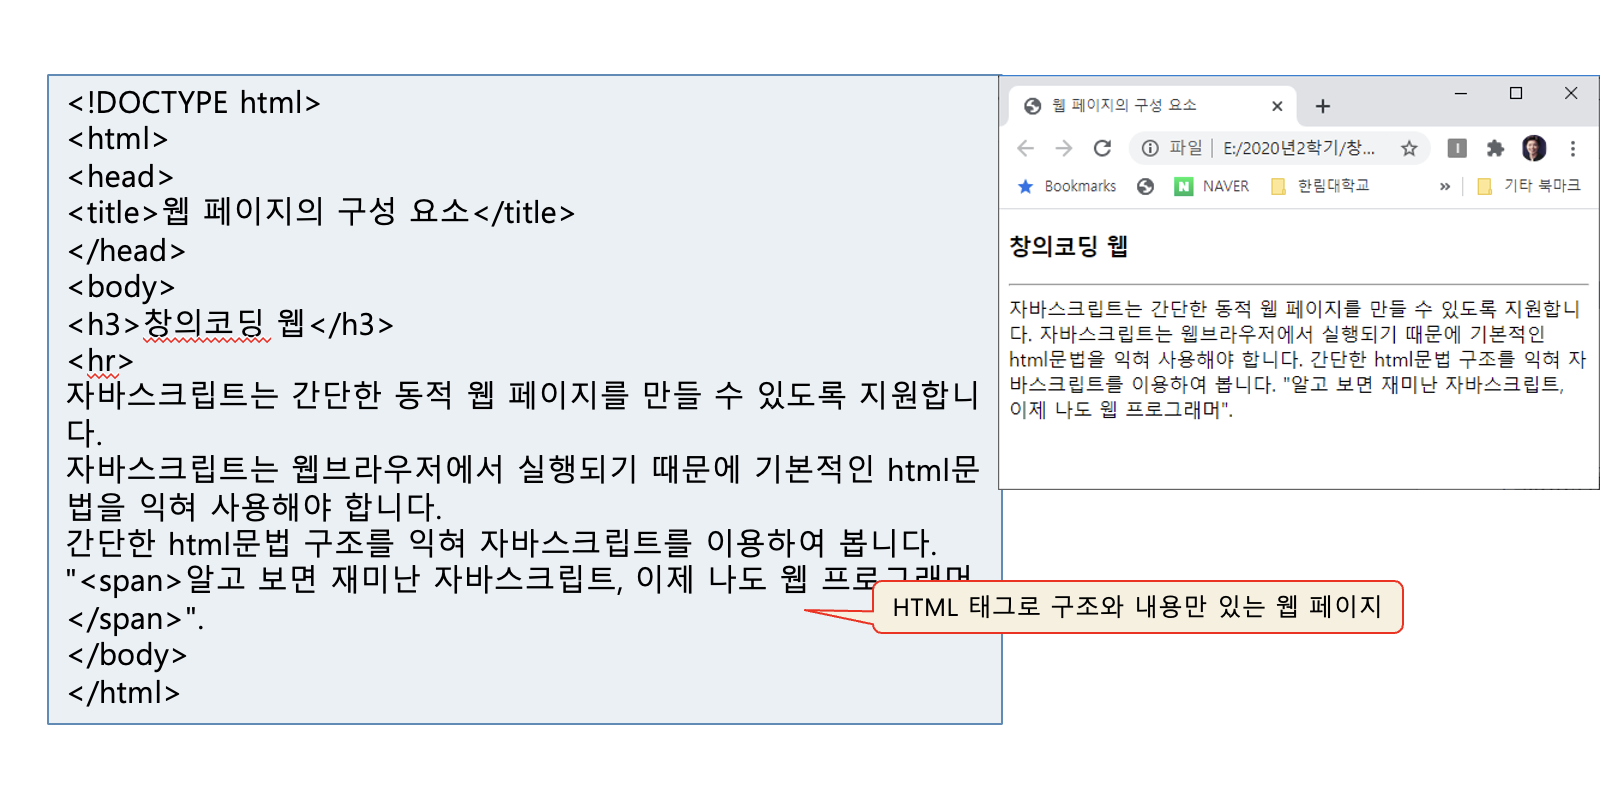 <!DOCTYPE html>
<html>
<head>
<title>웹 페이지의 구성 요소</title>
</head>
<body>
<h3>창의코딩 웹</h3>
<hr>
자바스크립트는 간단한 동적 웹 페이지를 만들 수 있도록 지원합니
다.
자바스크립트는 웹브라우저에서 실행되기 때문에 기본적인 html문
법을 익혀 사용해야 합니다.
간단한 html문법 구조를 익혀 자바스크립트를 이용하여 봅니다.
"<span>알고 보면 재미난 자바스크립트, 이제 나도 웹 프로그래머
</span>".
</body>
</html>
HTML 태그로 구조와 내용만 있는 웹 페이지
웹 페이지의 구성 요소
파일 E:/2020년2학기/창...
Bookmarks N NAVER 한림대학교 » 기타 북마크
창의코딩 웹
자바스크립트는 간단한 동적 웹 페이지를 만들 수 있도록 지원합니
다. 자바스크립트는 웹브라우저에서 실행되기 때문에 기본적인
html문법을 익혀 사용해야 합니다. 간단한 html문법 구조를 익혀 자
바스크립트를 이용하여 봅니다. "알고 보면 재미난 자바스크립트,
이제 나도 웹 프로그래머".